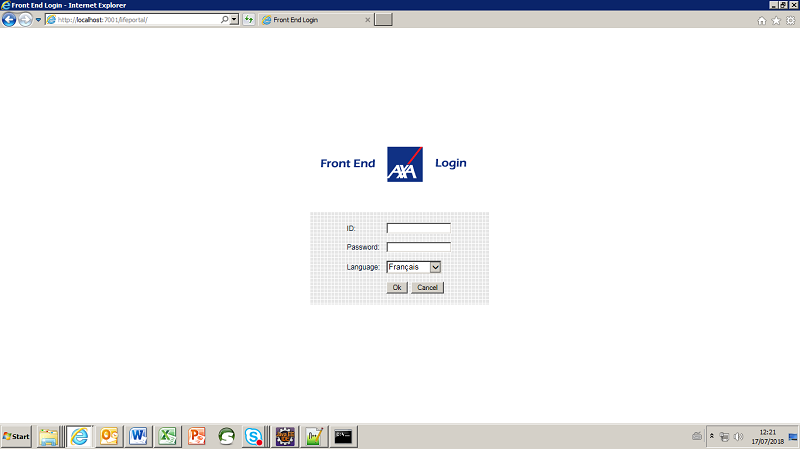 Front End Login - Internet Explorer
http://localhost:7001/lifeportal/
Front End Login
Front End AXA Login
ID:
Password:
Language: Français
Ok Cancel
Start
12:21
17/07/2018